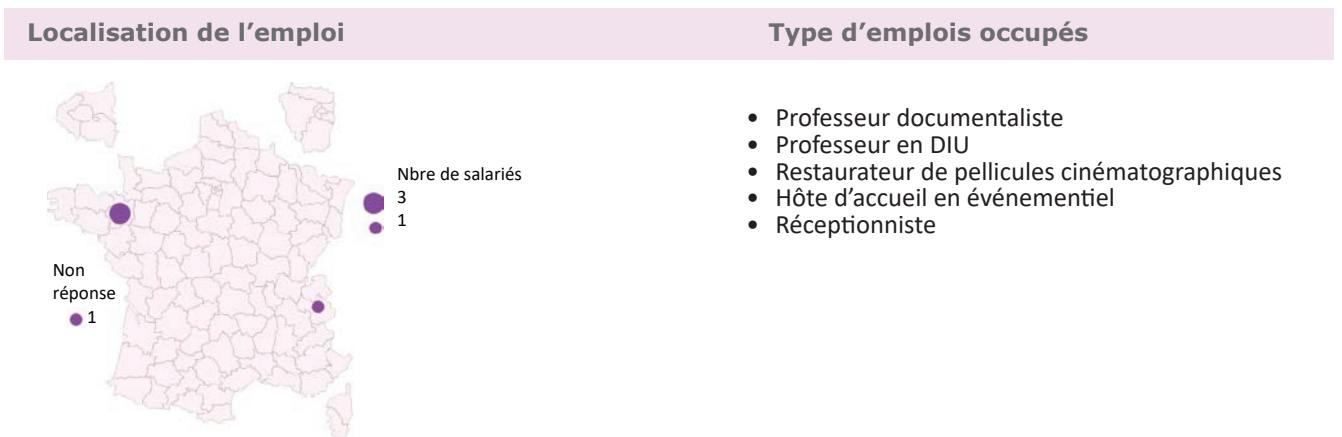 Localisation de l’emploi
Type d’emplois occupés
Nbre de salariés
3
1
Non
réponse
1
• Professeur documentaliste
• Professeur en DIU
• Restaurateur de pellicules cinématographiques
• Hôte d’accueil en événementiel
• Réceptionniste